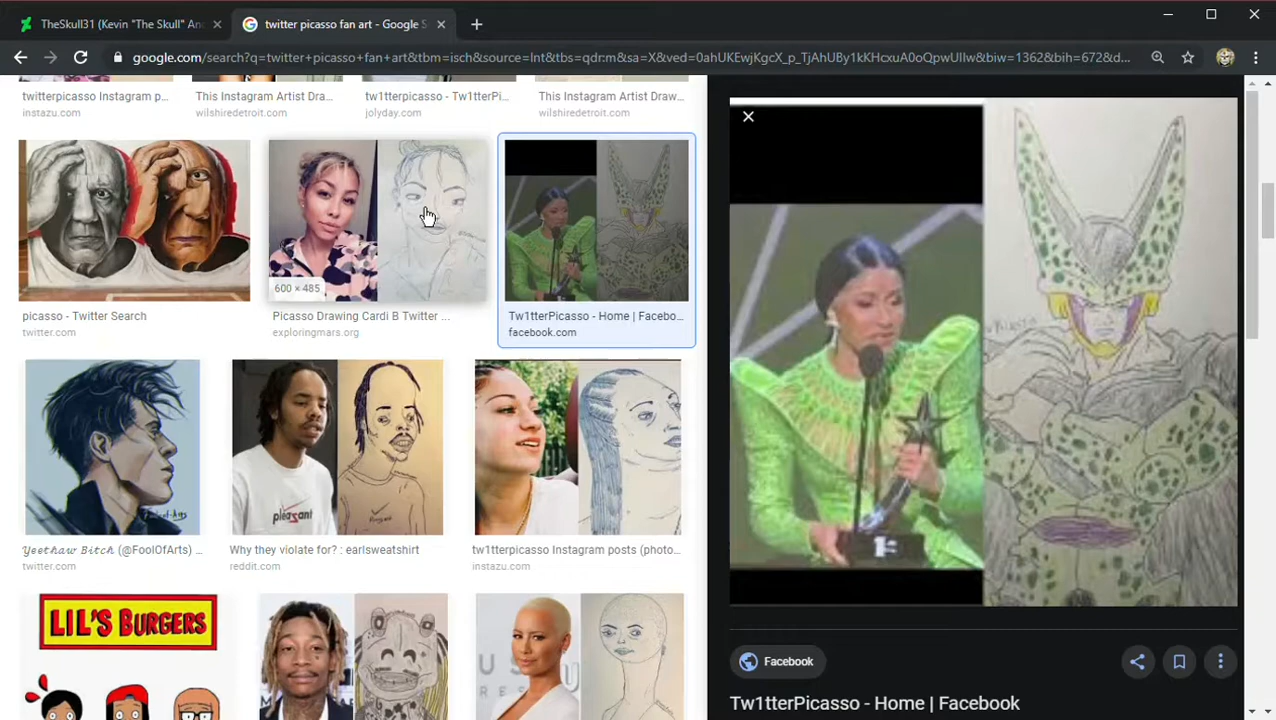 TheSkull31 (Kevin "The Skull" And
twitter picasso fan art - Google S
google.com/search?q=twitter+picasso+fan+art&tbm=isch&source=lnt&tbs=qdr:m&sa=X&ved=0ahUKEwjKgcX_p_TjAhUBy1kKHcxuA0oQpwUIIw&biw=1362&bih=672&d...
twitterpicasso Instagram p...
instazu.com
This Instagram Artist Dra...
wilshiredetroit.com
tw1tterpicasso - Tw1tterPi...
jolyday.com
This Instagram Artist Draw...
wilshiredetroit.com
600 × 485
picasso - Twitter Search
twitter.com
Picasso Drawing Cardi B Twitter ...
exploringmars.org
Tw1tterPicasso - Home | Facebo...
facebook.com
pleasant
𝓨𝓮𝓮𝓽𝓱𝓪𝔀 𝓑𝓲𝓽𝓬𝓱 (@FoolOfArts) ...
twitter.com
Why they violate for? : earlsweatshirt
reddit.com
tw1tterpicasso Instagram posts (photo...
instazu.com
LIL'S BURGERS
Facebook
Tw1tterPicasso - Home | Facebook